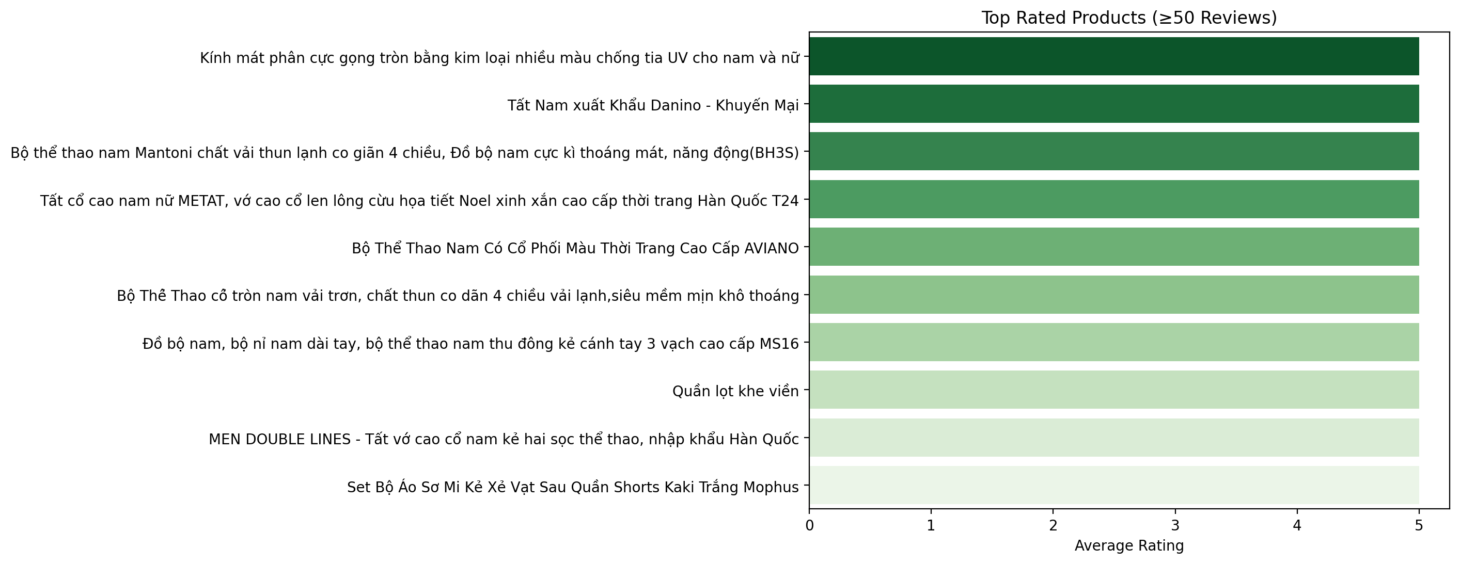 Top Rated Products (≥50 Reviews)
Kính mát phân cực gọng tròn bằng kim loại nhiều màu chống tia UV cho nam và nữ
Tất Nam xuất Khẩu Danino - Khuyến Mại
Bộ thể thao nam Mantoni chất vải thun lạnh co giãn 4 chiều, Đồ bộ nam cực kì thoáng mát, năng động(BH3S)
Tất cổ cao nam nữ METAT, vớ cao cổ len lông cừu họa tiết Noel xinh xắn cao cấp thời trang Hàn Quốc T24
Bộ Thể Thao Nam Có Cổ Phối Màu Thời Trang Cao Cấp AVIANO
Bộ Thể Thao cổ tròn nam vải trơn, chất thun co dãn 4 chiều vải lạnh,siêu mềm mịn khô thoáng
Đồ bộ nam, bộ nỉ nam dài tay, bộ thể thao nam thu đông kẻ cánh tay 3 vạch cao cấp MS16
Quần lọt khe viền
MEN DOUBLE LINES - Tất vớ cao cổ nam kẻ hai sọc thể thao, nhập khẩu Hàn Quốc
Set Bộ Áo Sơ Mi Kẻ Xẻ Vạt Sau Quần Shorts Kaki Trắng Mophus
0 1 2 3 4 5
Average Rating